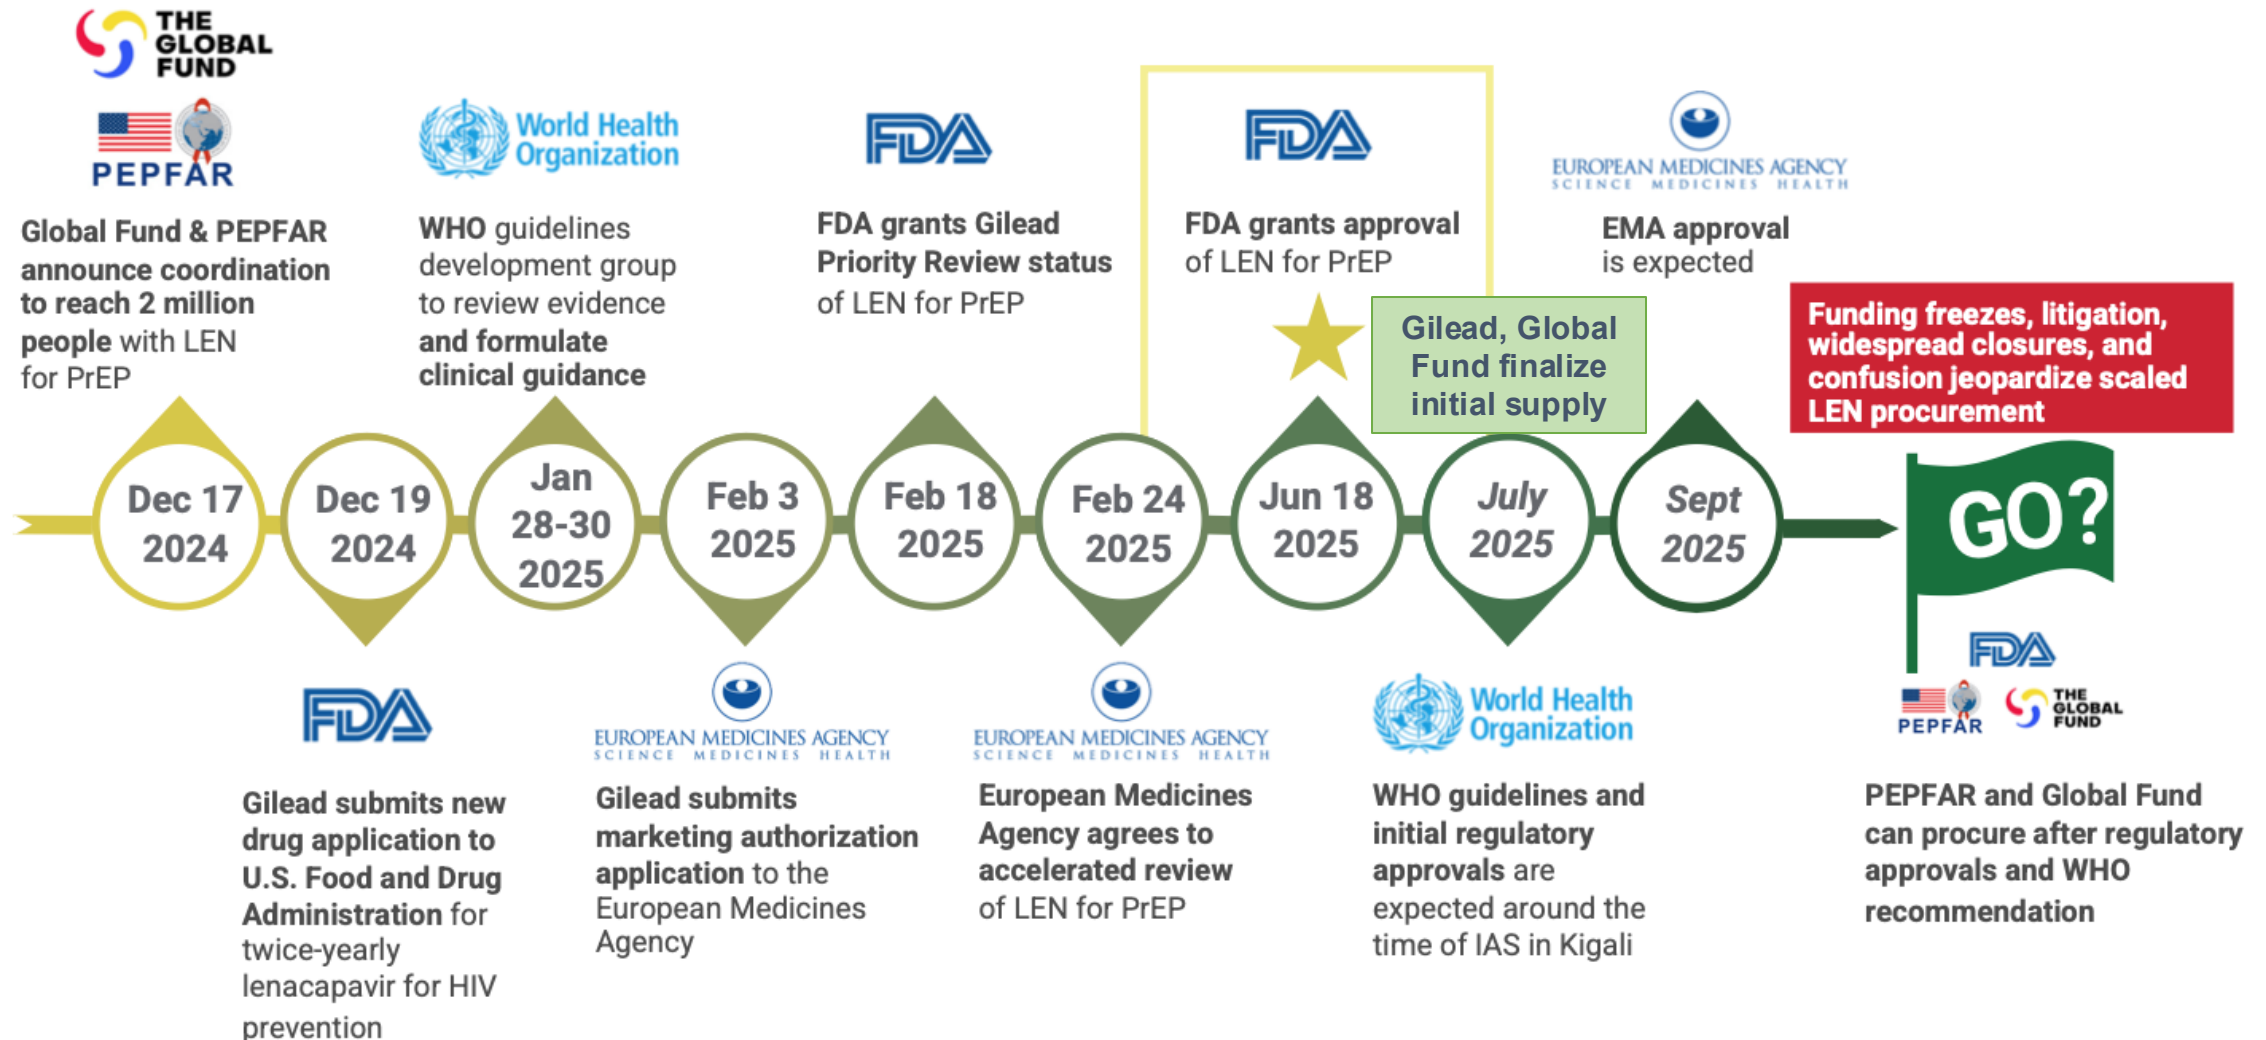 THE
GLOBAL
FUND
PEPFAR
Global Fund & PEPFAR
announce coordination
to reach 2 million
people with LEN
for PrEP
World Health
Organization
WHO guidelines
development group
to review evidence
and formulate
clinical guidance
FDA
FDA grants Gilead
Priority Review status
of LEN for PrEP
FDA
FDA grants approval
of LEN for PrEP
Gilead, Global
Fund finalize
initial supply
EUROPEAN MEDICINES AGENCY
SCIENCE MEDICINES HEALTH
EMA approval
is expected
Funding freezes, litigation,
widespread closures, and
confusion jeopardize scaled
LEN procurement
Dec 17
2024
Dec 19
2024
Jan
28-30
2025
Feb 3
2025
Feb 18
2025
Feb 24
2025
Jun 18
2025
July
2025
Sept
2025
GO?
FDA
Gilead submits new
drug application to
U.S. Food and Drug
Administration for
twice-yearly
lenacapavir for HIV
prevention
EUROPEAN MEDICINES AGENCY
SCIENCE MEDICINES HEALTH
Gilead submits
marketing authorization
application to the
European Medicines
Agency
EUROPEAN MEDICINES AGENCY
SCIENCE MEDICINES HEALTH
European Medicines
Agency agrees to
accelerated review
of LEN for PrEP
World Health
Organization
WHO guidelines and
initial regulatory
approvals are
expected around the
time of IAS in Kigali
FDA
PEPFAR
THE
GLOBAL
FUND
PEPFAR and Global Fund
can procure after regulatory
approvals and WHO
recommendation